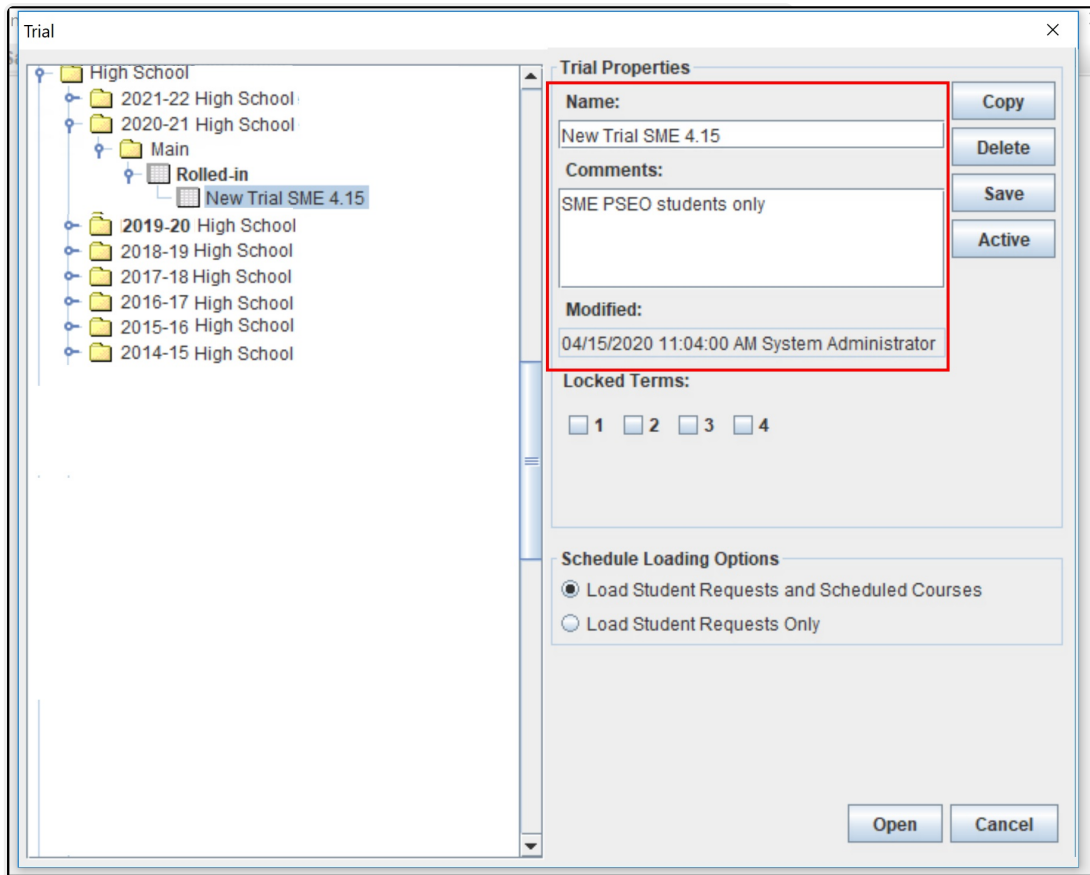 Trial
High School
2021-22 High School
2020-21 High School
Main
Rolled-in
New Trial SME 4.15
2019-20 High School
2018-19 High School
2017-18 High School
2016-17 High School
2015-16 High School
2014-15 High School
Trial Properties
Name:
New Trial SME 4.15
Comments:
SME PSEO students only
Modified:
04/15/2020 11:04:00 AM System Administrator
Locked Terms:
1 2 3 4
Copy
Delete
Save
Active
Schedule Loading Options
Load Student Requests and Scheduled Courses
Load Student Requests Only
Open Cancel